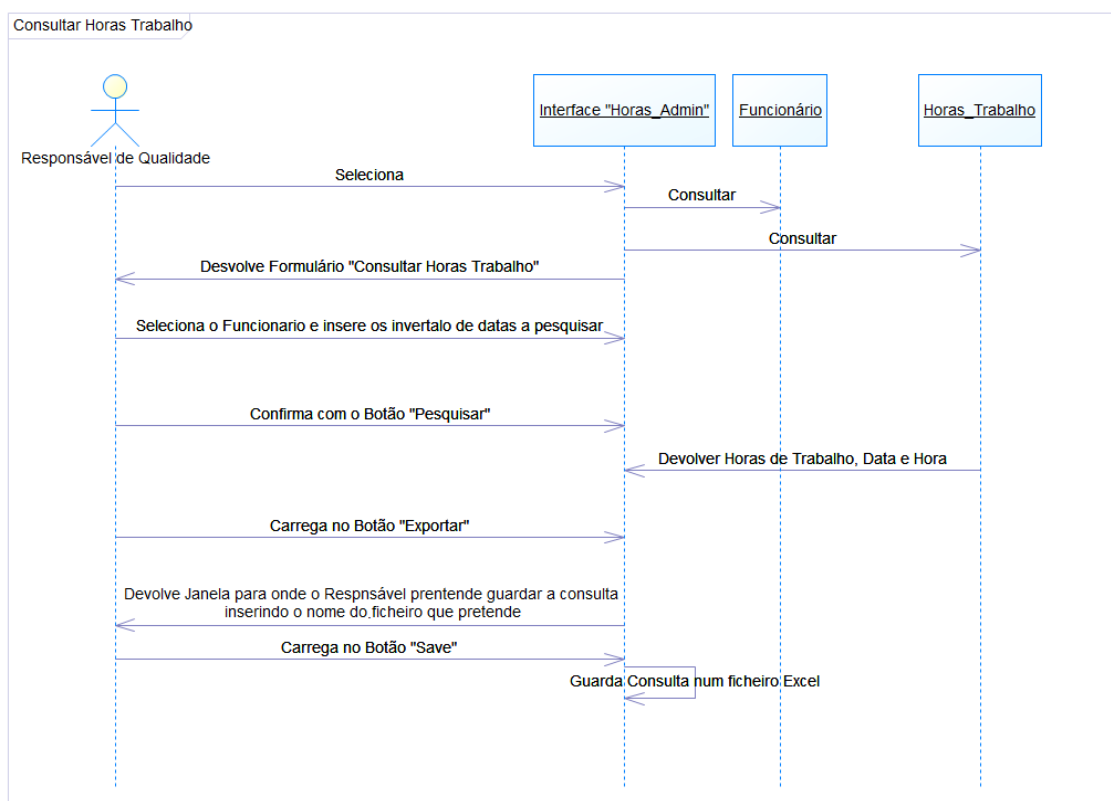 Consultar Horas Trabalho
Interface "Horas_Admin"
Funcionário
Horas_Trabalho
Responsável de Qualidade
Seleciona
Consultar
Consultar
Desvolve Formulário "Consultar Horas Trabalho"
Seleciona o Funcionario e insere os invertalo de datas a pesquisar
Confirma com o Botão "Pesquisar"
Devolver Horas de Trabalho, Data e Hora
Carrega no Botão "Exportar"
Devolve Janela para onde o Respnsável prentende guardar a consulta
inserindo o nome do ficheiro que pretende
Carrega no Botão "Save"
Guarda Consulta num ficheiro Excel